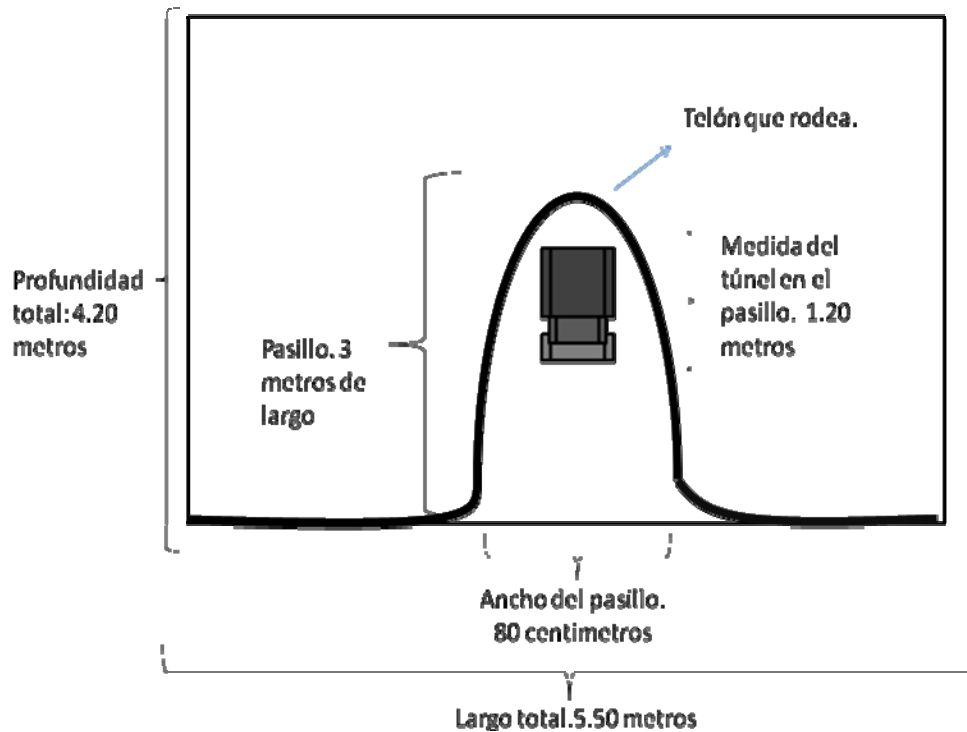 Telón que rodea.
Profundidad
total:4.20
metros
Medida del
túnel en el
pasillo. 1.20
metros
Pasillo. 3
metros de
largo
Ancho del pasillo.
80 centimetros
Largo total.5.50 metros